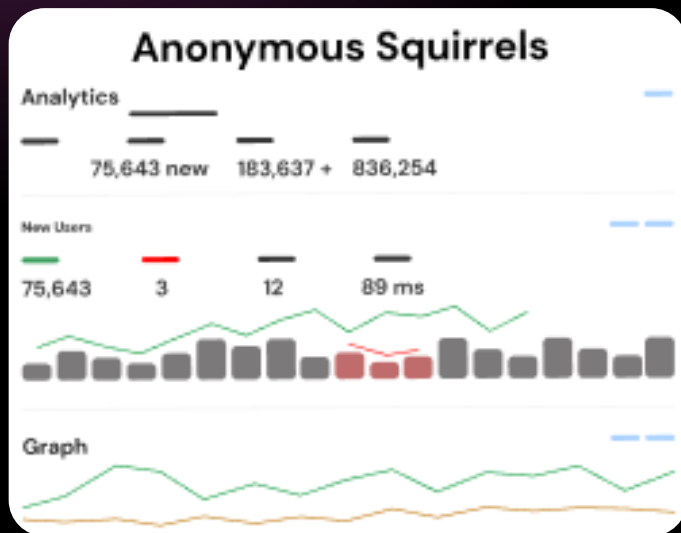 Anonymous Squirrels
Analytics
75,643 new 183,637 + 836,254
New Users
75,643 3 12 89 ms
Graph